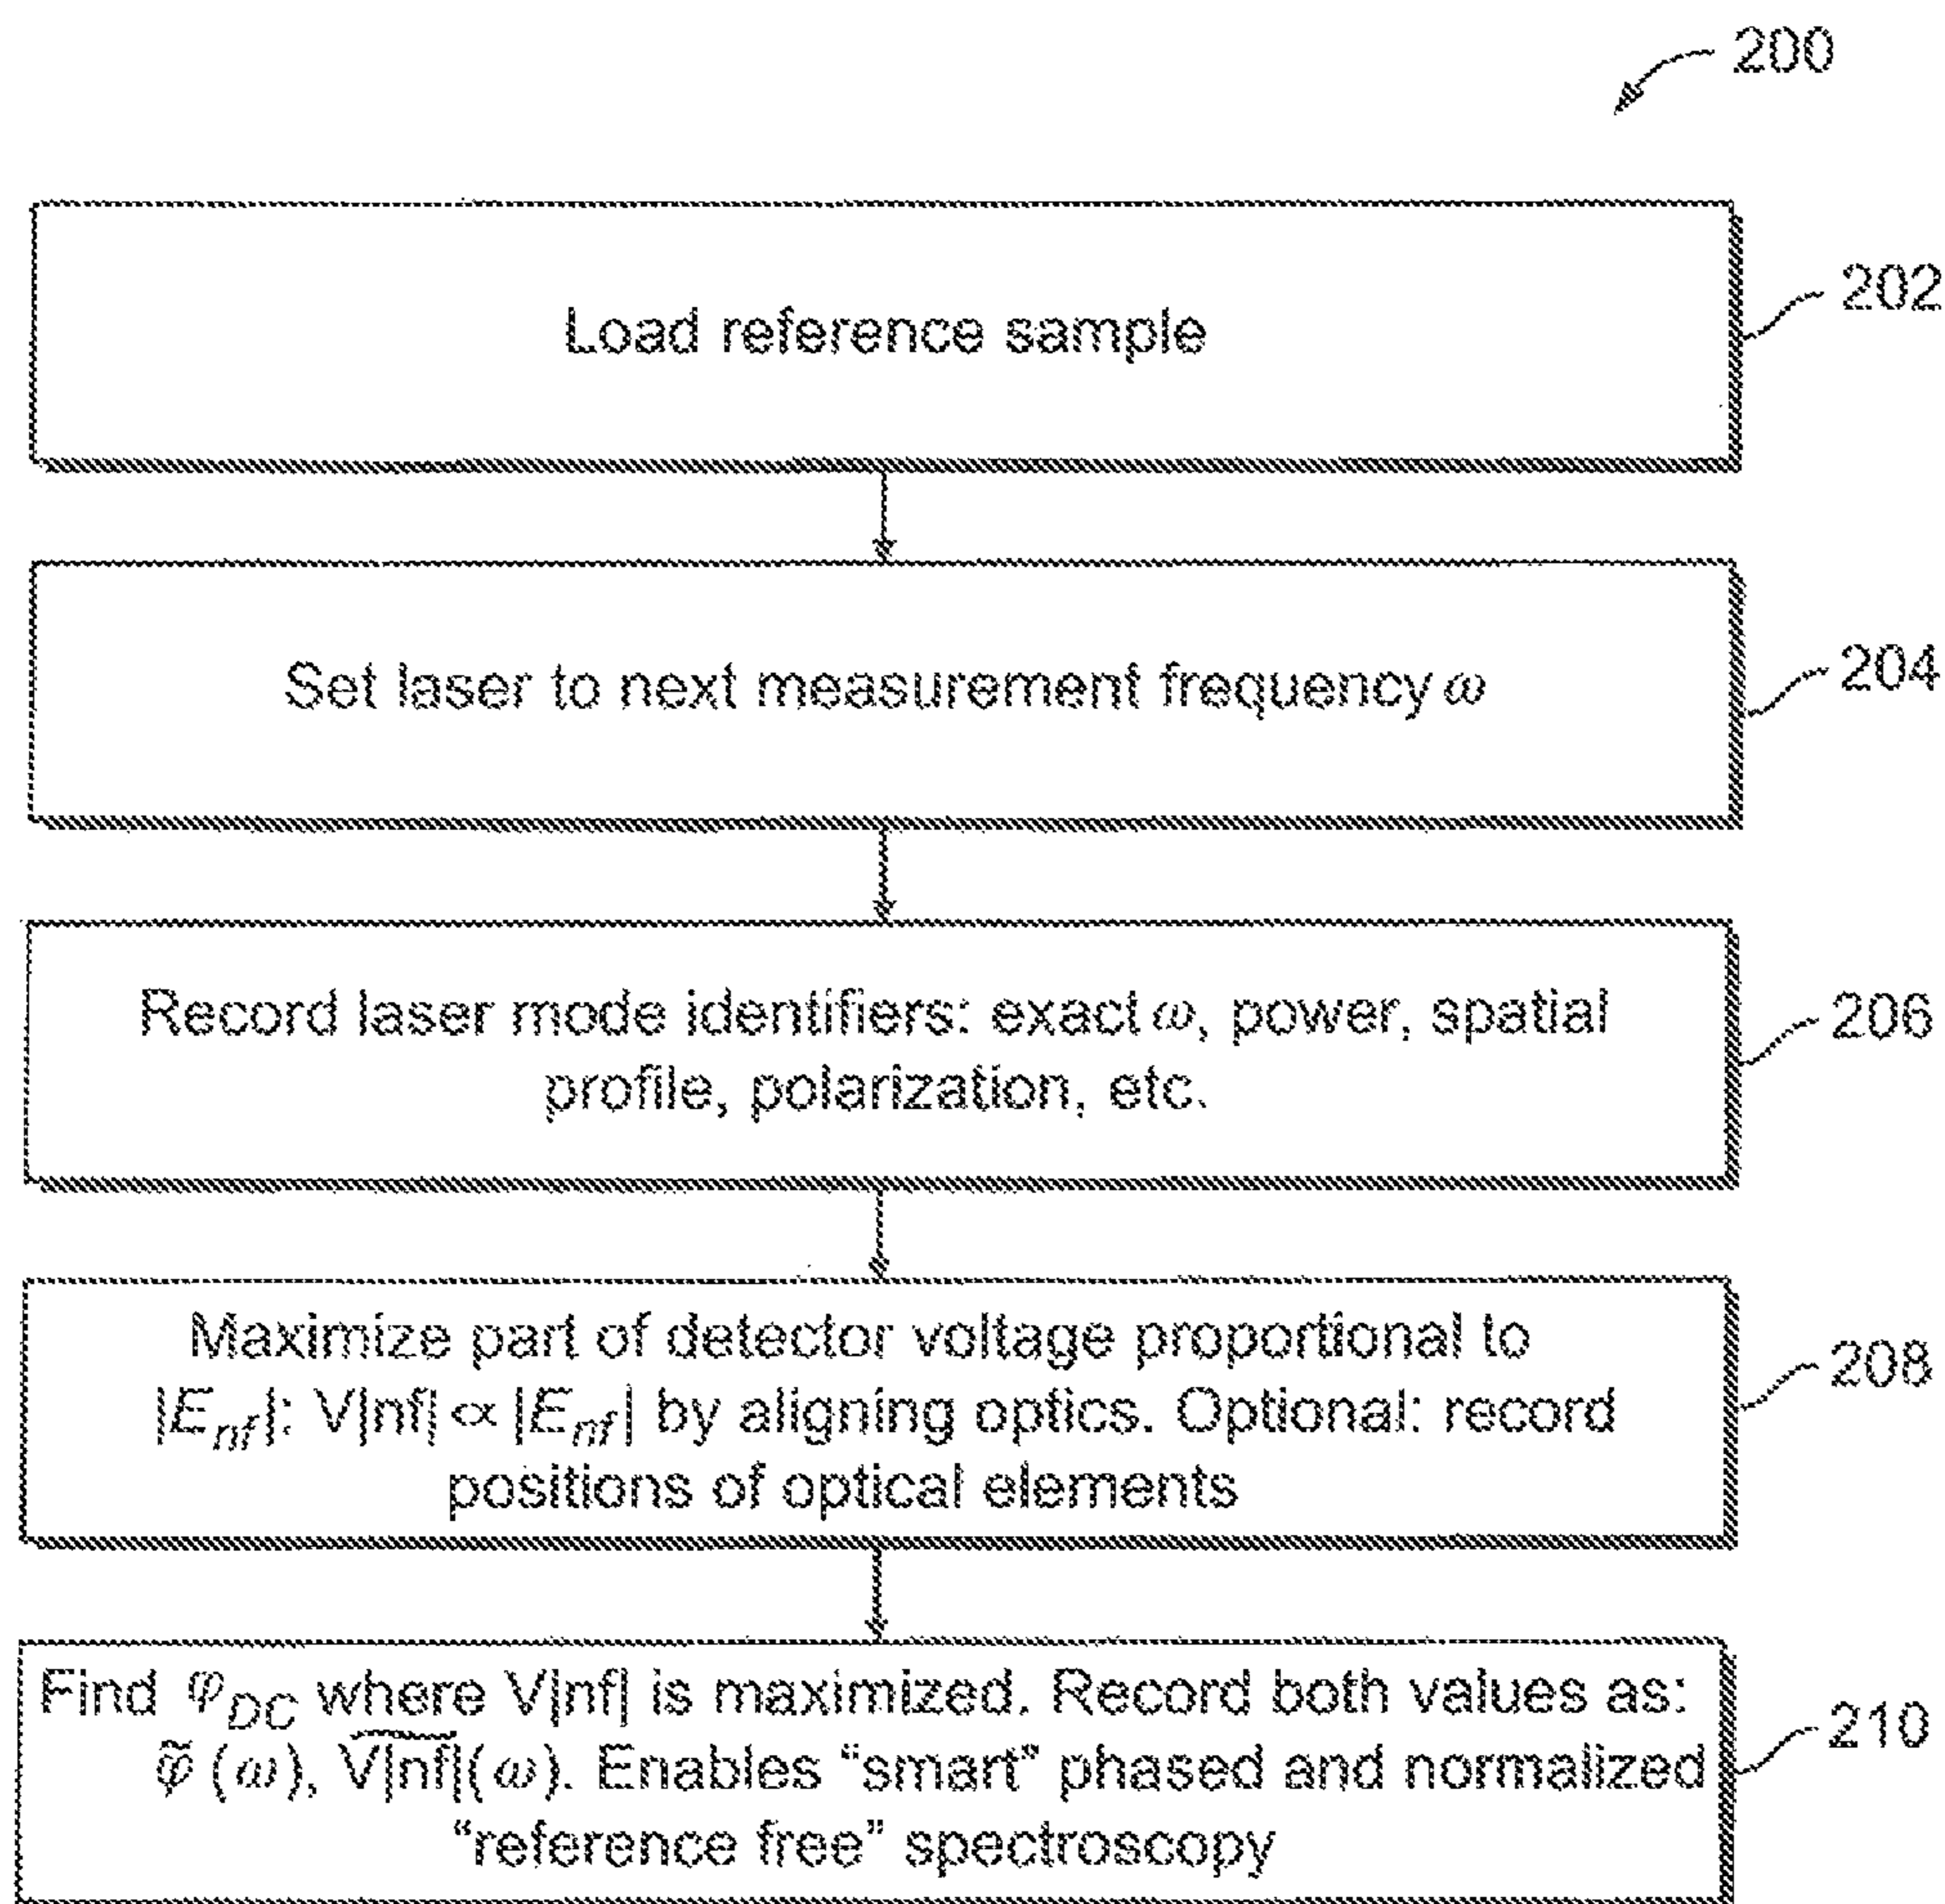 200
Load reference sample
202
Set laser to next measurement frequency ω
204
Record laser mode identifiers: exact ω, power, spatial
profile, polarization, etc.
206
Maximize part of detector voltage proportional to
|E_nf|: V|nf| ∝ |E_nf| by aligning optics. Optional: record
positions of optical elements
208
Find φ_DC where V|nf| is maximized. Record both values as:
φ̃ (ω), Ṽ|nf|(ω). Enables “smart” phased and normalized
“reference free” spectroscopy
210